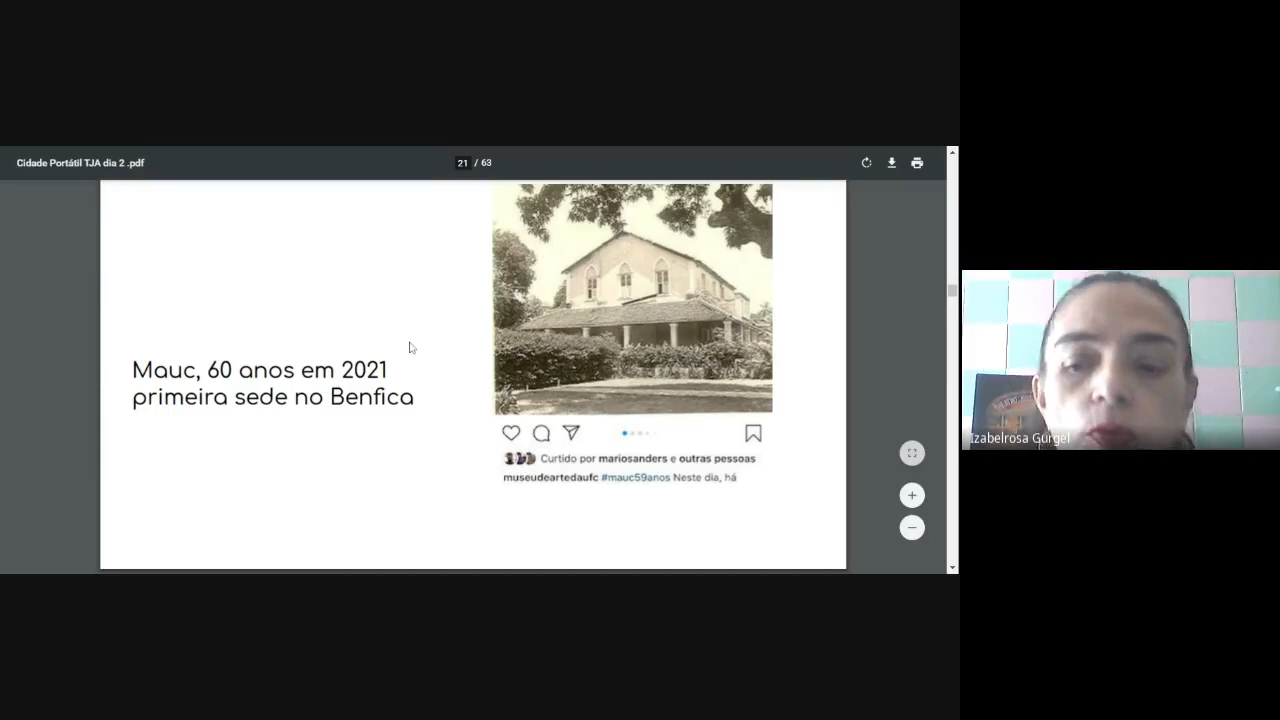 Cidade Portátil TJA dia 2 .pdf
21 / 63
Mauc, 60 anos em 2021
primeira sede no Benfica
Curtido por mariosanders e outras pessoas
museudeartedaufc #mauc59anos Neste dia, há
Izabelrosa Gurgel